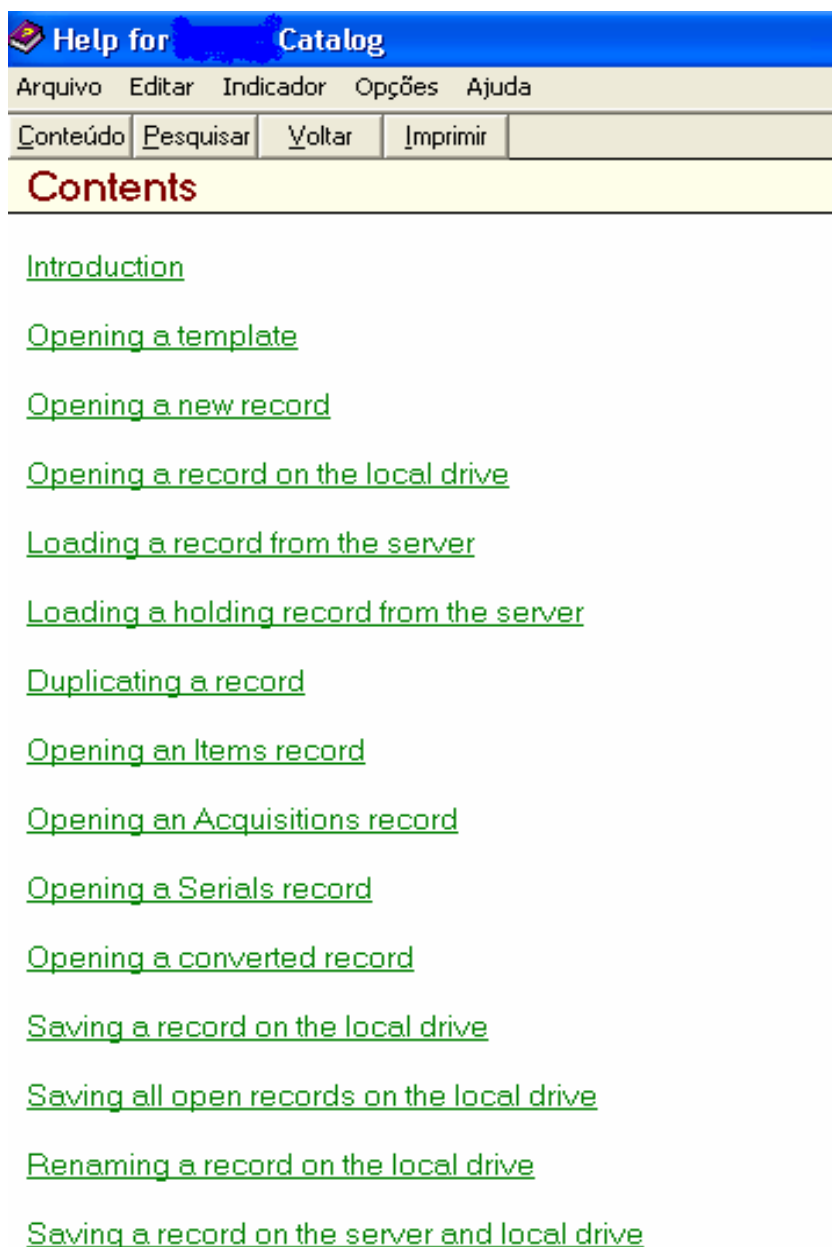 Help for Catalog
Arquivo Editar Indicador Opções Ajuda
Conteúdo Pesquisar Voltar Imprimir
Contents
Introduction
Opening a template
Opening a new record
Opening a record on the local drive
Loading a record from the server
Loading a holding record from the server
Duplicating a record
Opening an Items record
Opening an Acquisitions record
Opening a Serials record
Opening a converted record
Saving a record on the local drive
Saving all open records on the local drive
Renaming a record on the local drive
Saving a record on the server and local drive